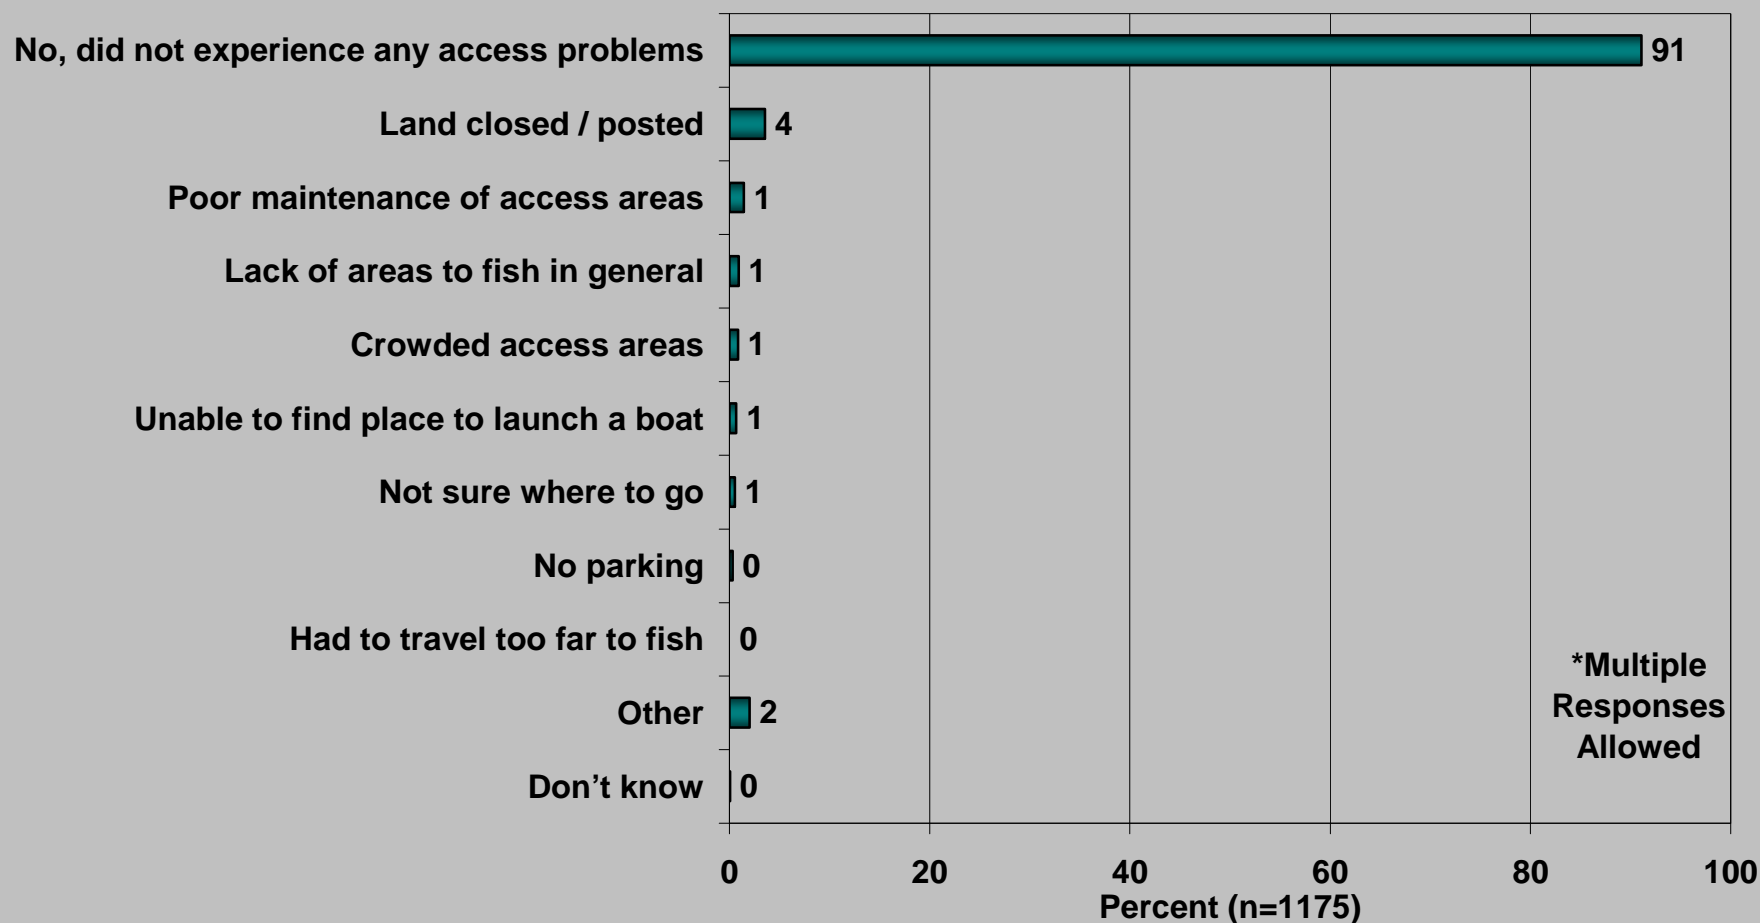 No, did not experience any access problems 91
Land closed / posted 4
Poor maintenance of access areas 1
Lack of areas to fish in general 1
Crowded access areas 1
Unable to find place to launch a boat 1
Not sure where to go 1
No parking 0
Had to travel too far to fish 0
Other 2
Don’t know 0
*Multiple
Responses
Allowed
0 20 40 60 80 100
Percent (n=1175)